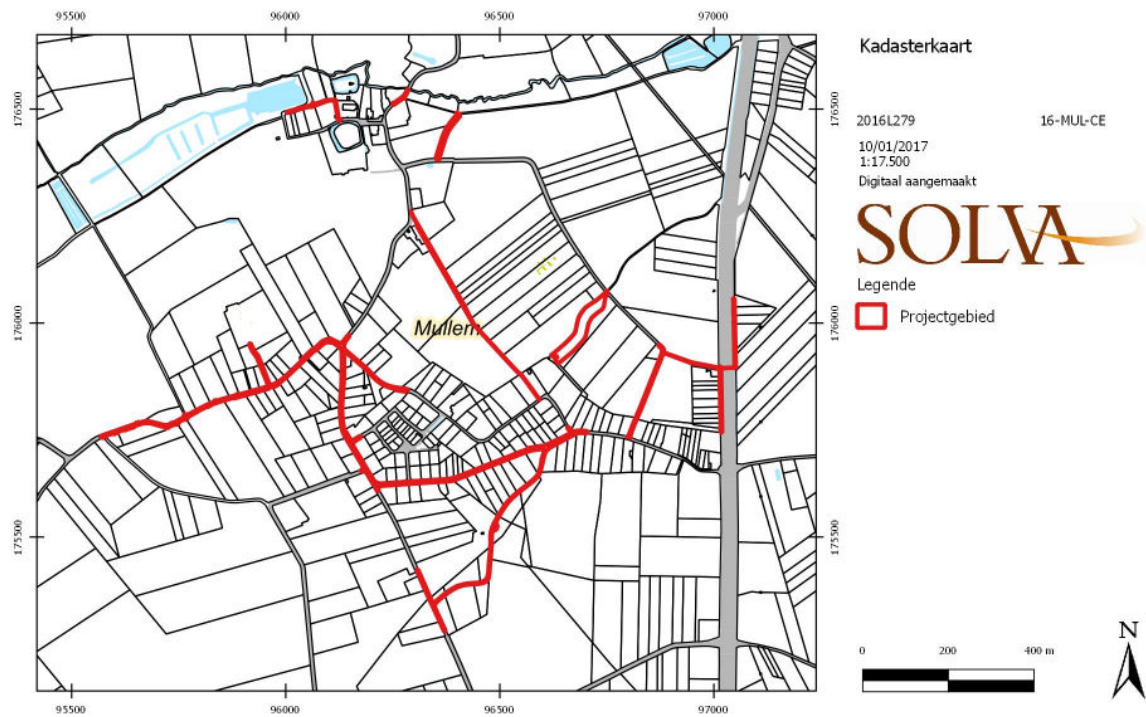 95500 96000 96500 97000
Kadasterkaart
176500 176500
2016L279 16-MUL-CE
10/01/2017
1:17.500
Digitaal aangemaakt
SOLVA
Legende
Projectgebied
176000 Mullem 176000
175500 175500
N
0 200 400 m
95500 96000 96500 97000